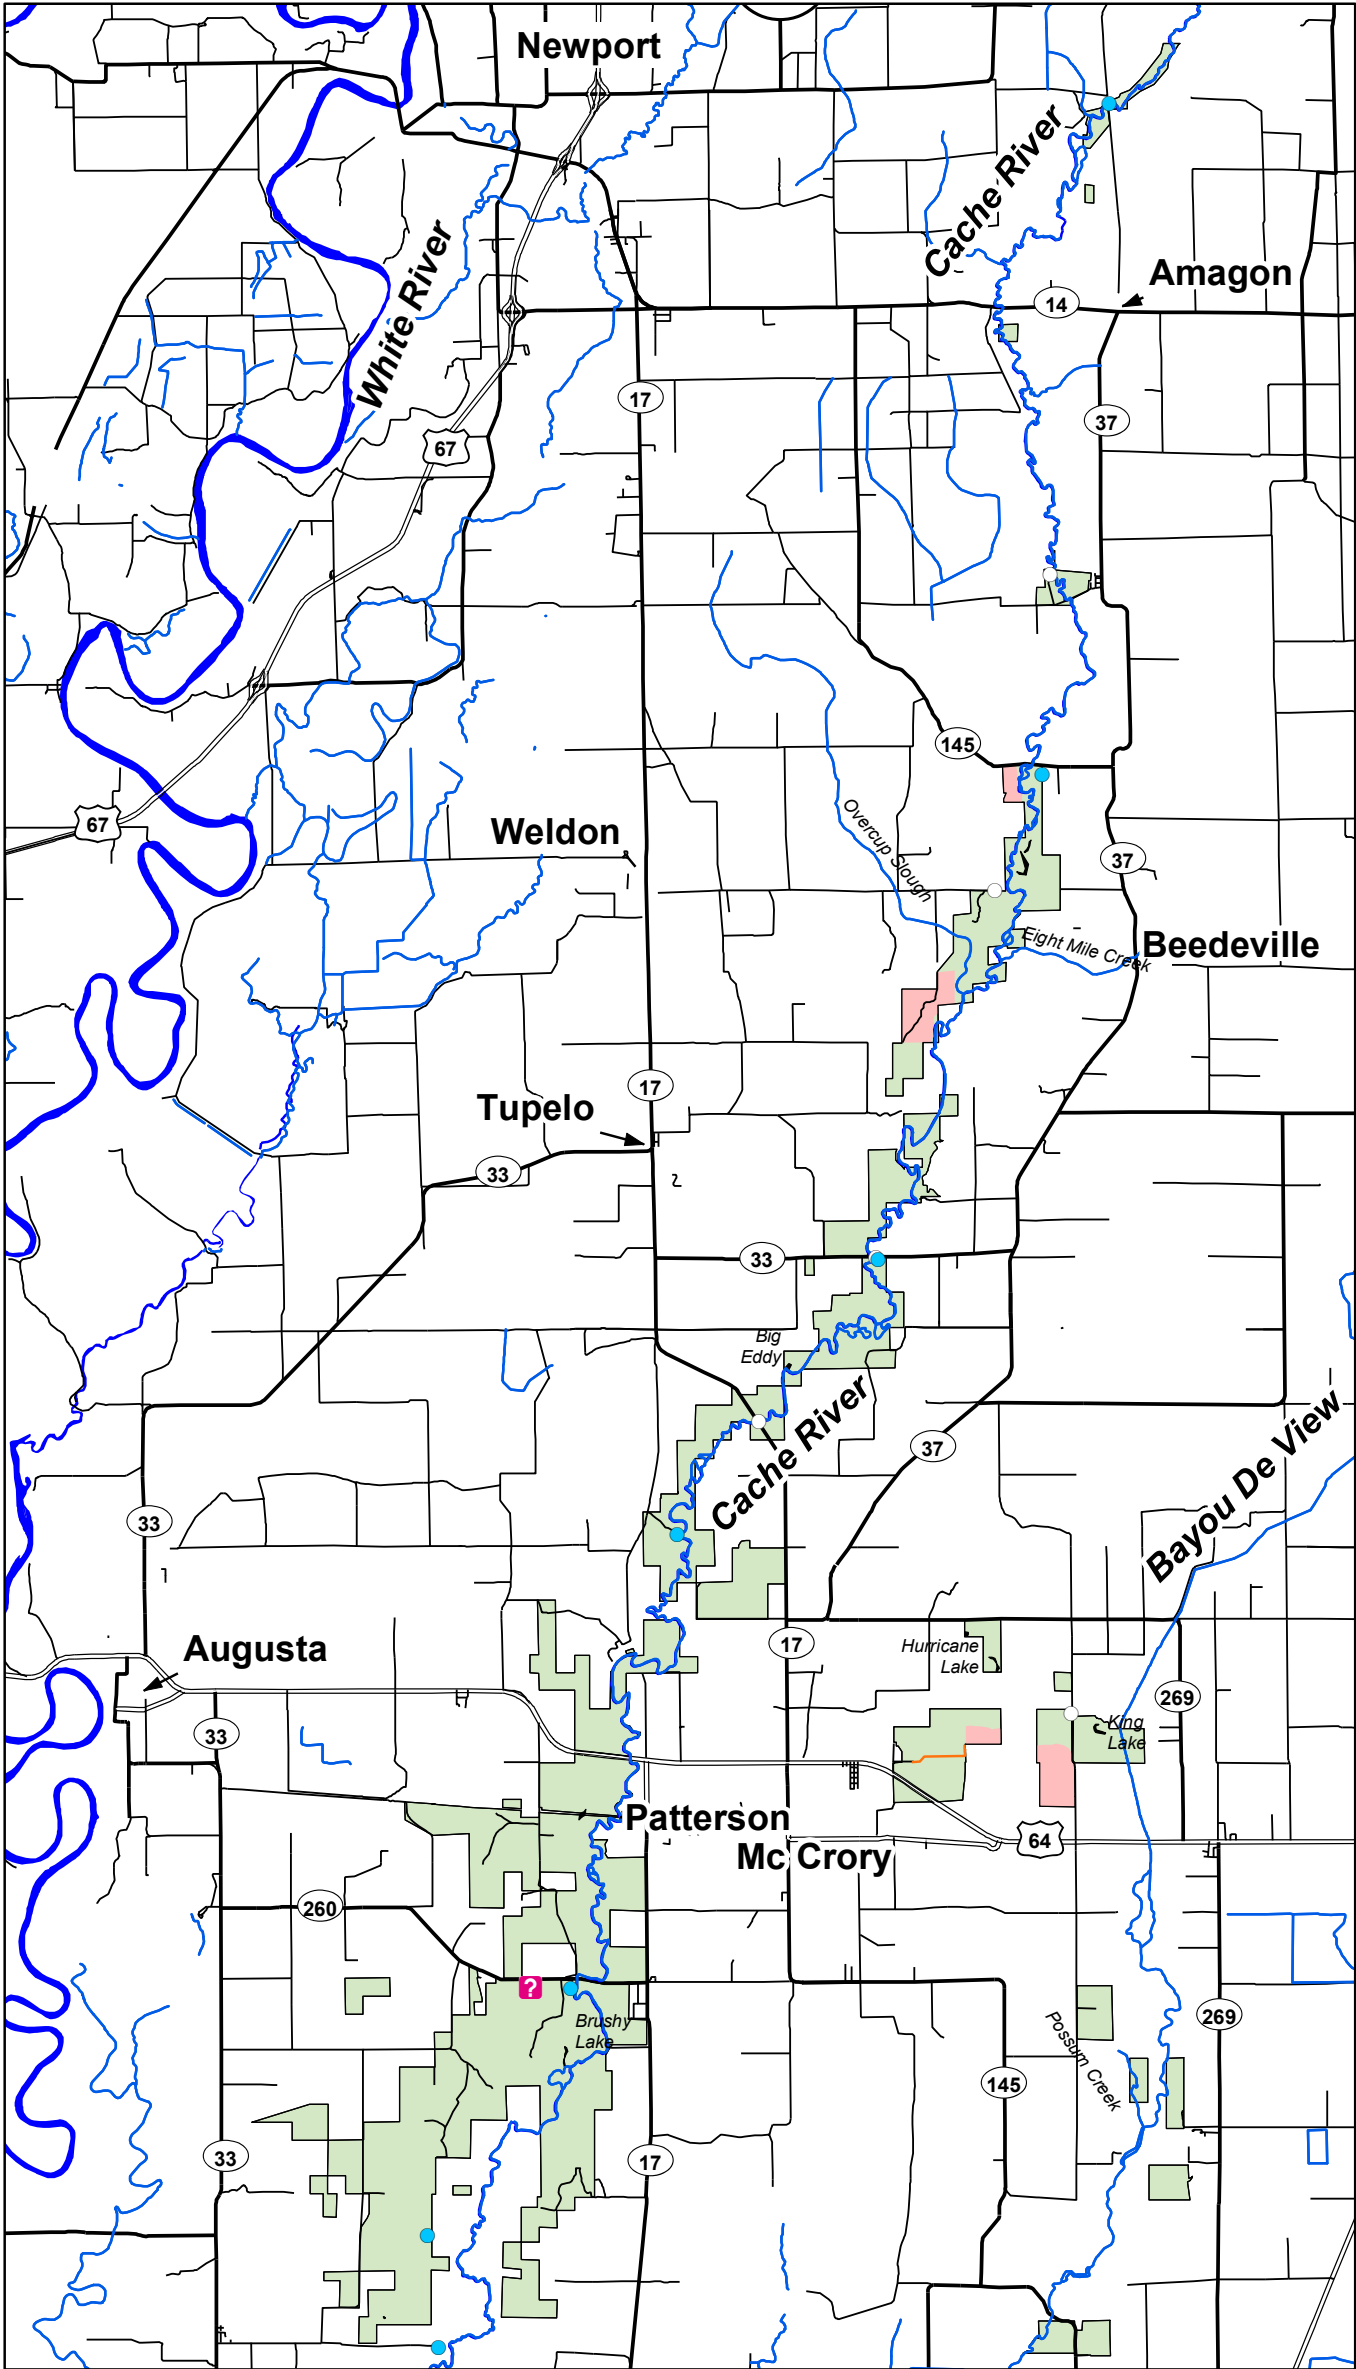 Newport
Cache River
Amagon
14
White River
17
37
67
145
67
Weldon
Overcup Slough
37
Eight Mile Creek
Beedeville
17
Tupelo
33
33
Big
Eddy
Cache River
37
Bayou De View
33
Augusta
17
Hurricane
Lake
269
King
Lake
33
Patterson
64
Mc Crory
260
?
Brushy
Lake
269
Possum Creek
145
33
17